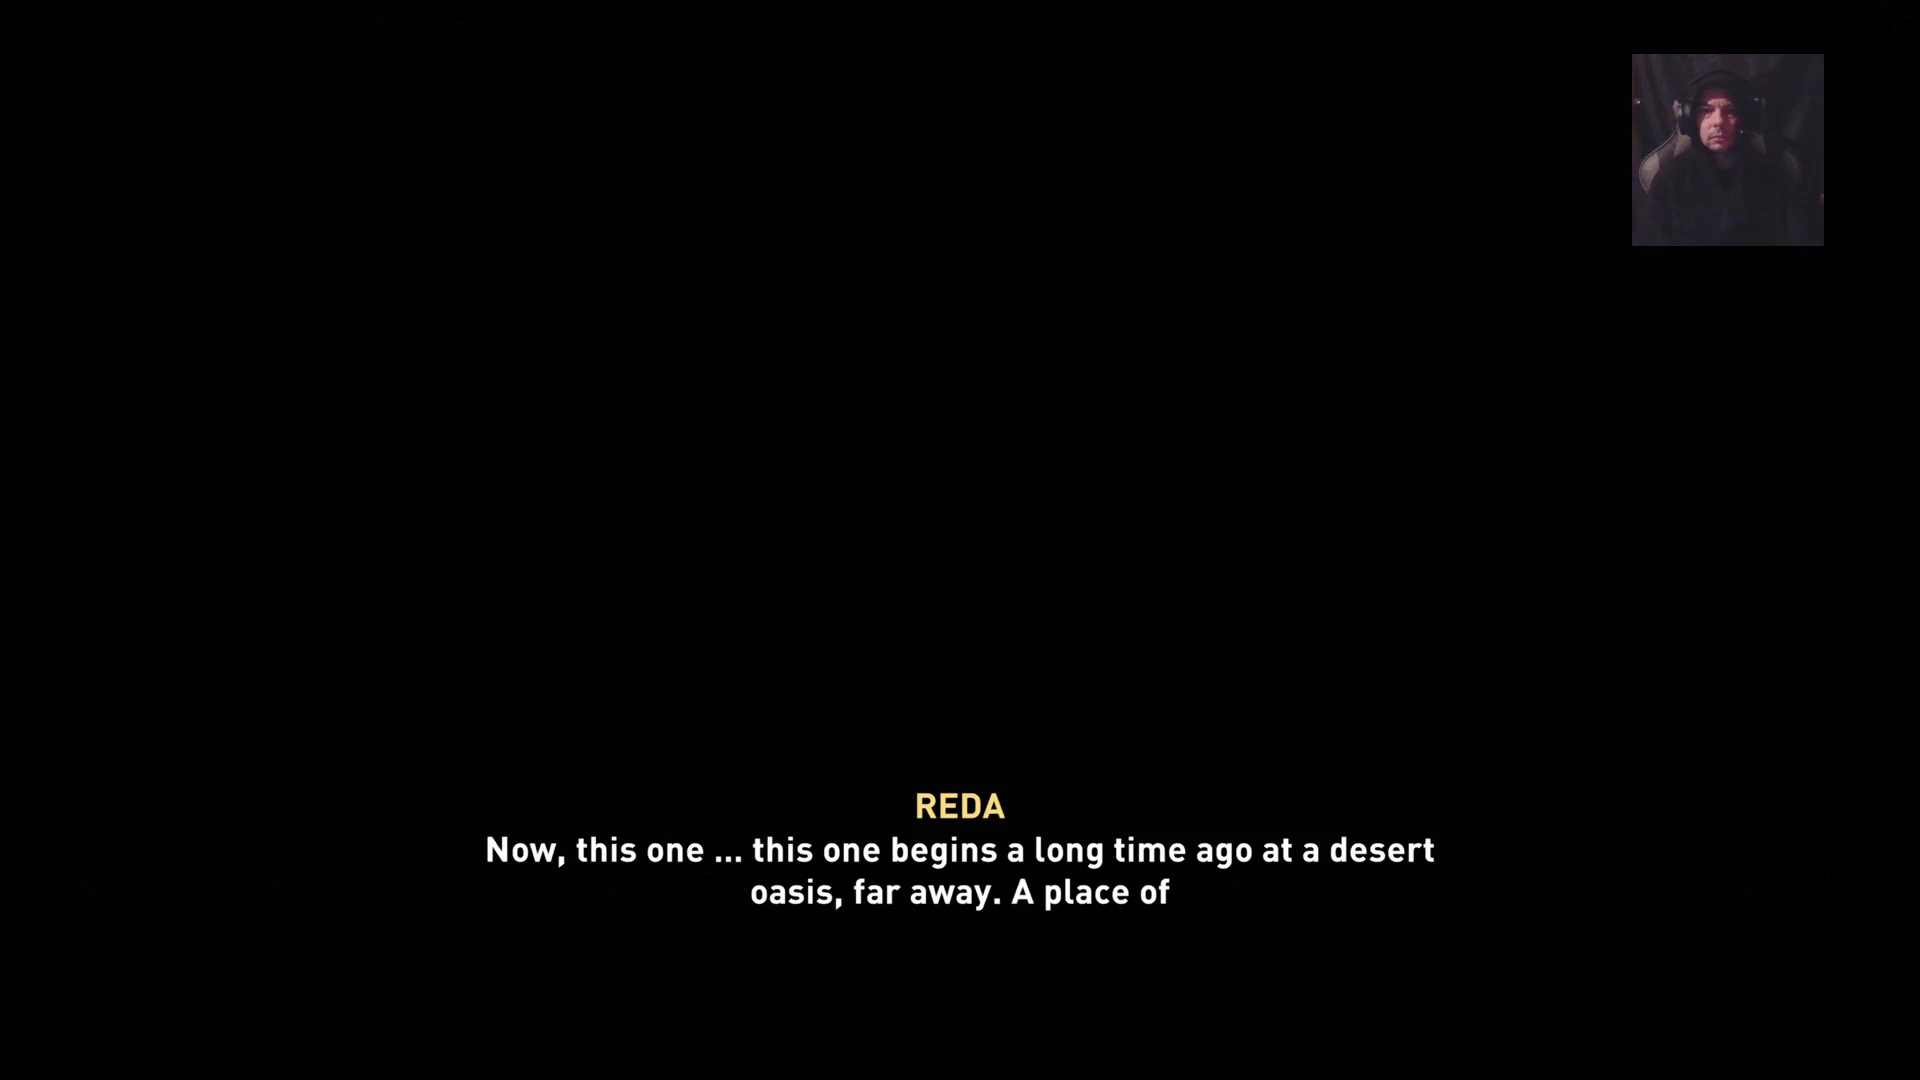 REDA
Now, this one ... this one begins a long time ago at a desert
oasis, far away. A place of